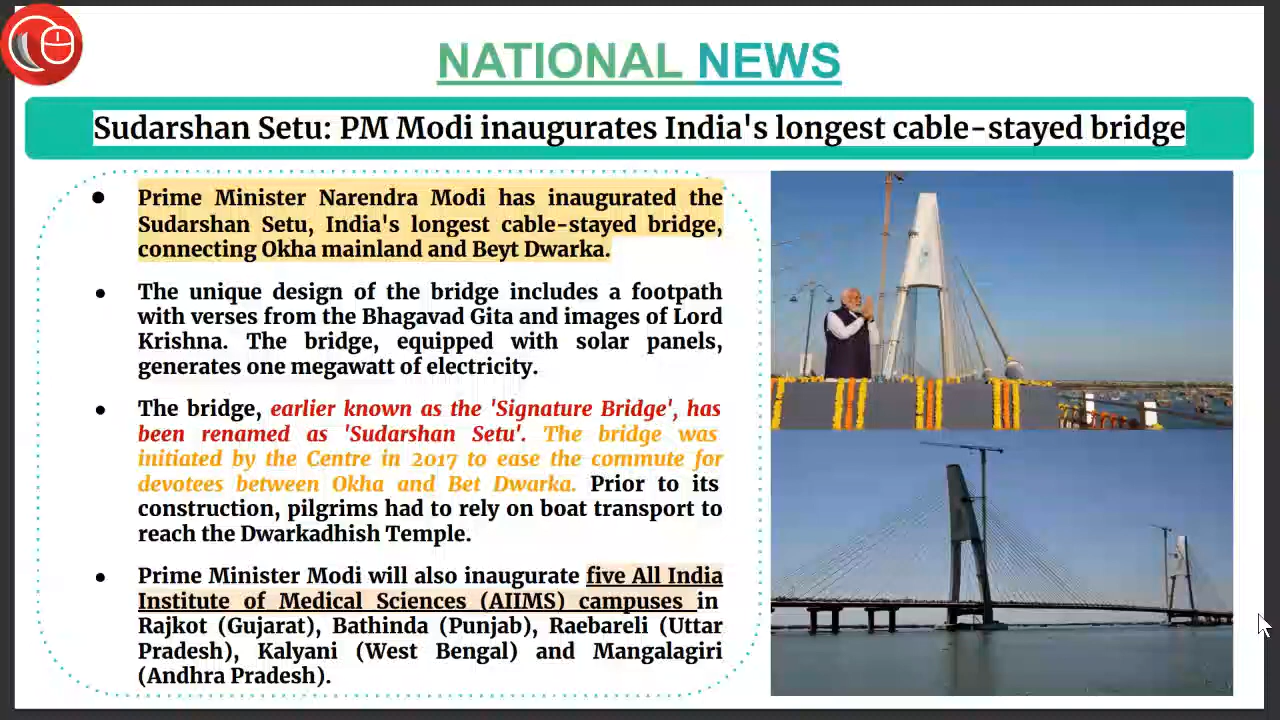 NATIONAL NEWS
Sudarshan Setu: PM Modi inaugurates India's longest cable-stayed bridge
● Prime Minister Narendra Modi has inaugurated the
Sudarshan Setu, India's longest cable-stayed bridge,
connecting Okha mainland and Beyt Dwarka.
● The unique design of the bridge includes a footpath
with verses from the Bhagavad Gita and images of Lord
Krishna. The bridge, equipped with solar panels,
generates one megawatt of electricity.
● The bridge, earlier known as the 'Signature Bridge', has
been renamed as 'Sudarshan Setu'. The bridge was
initiated by the Centre in 2017 to ease the commute for
devotees between Okha and Bet Dwarka. Prior to its
construction, pilgrims had to rely on boat transport to
reach the Dwarkadhish Temple.
● Prime Minister Modi will also inaugurate five All India
Institute of Medical Sciences (AIIMS) campuses in
Rajkot (Gujarat), Bathinda (Punjab), Raebareli (Uttar
Pradesh), Kalyani (West Bengal) and Mangalagiri
(Andhra Pradesh).